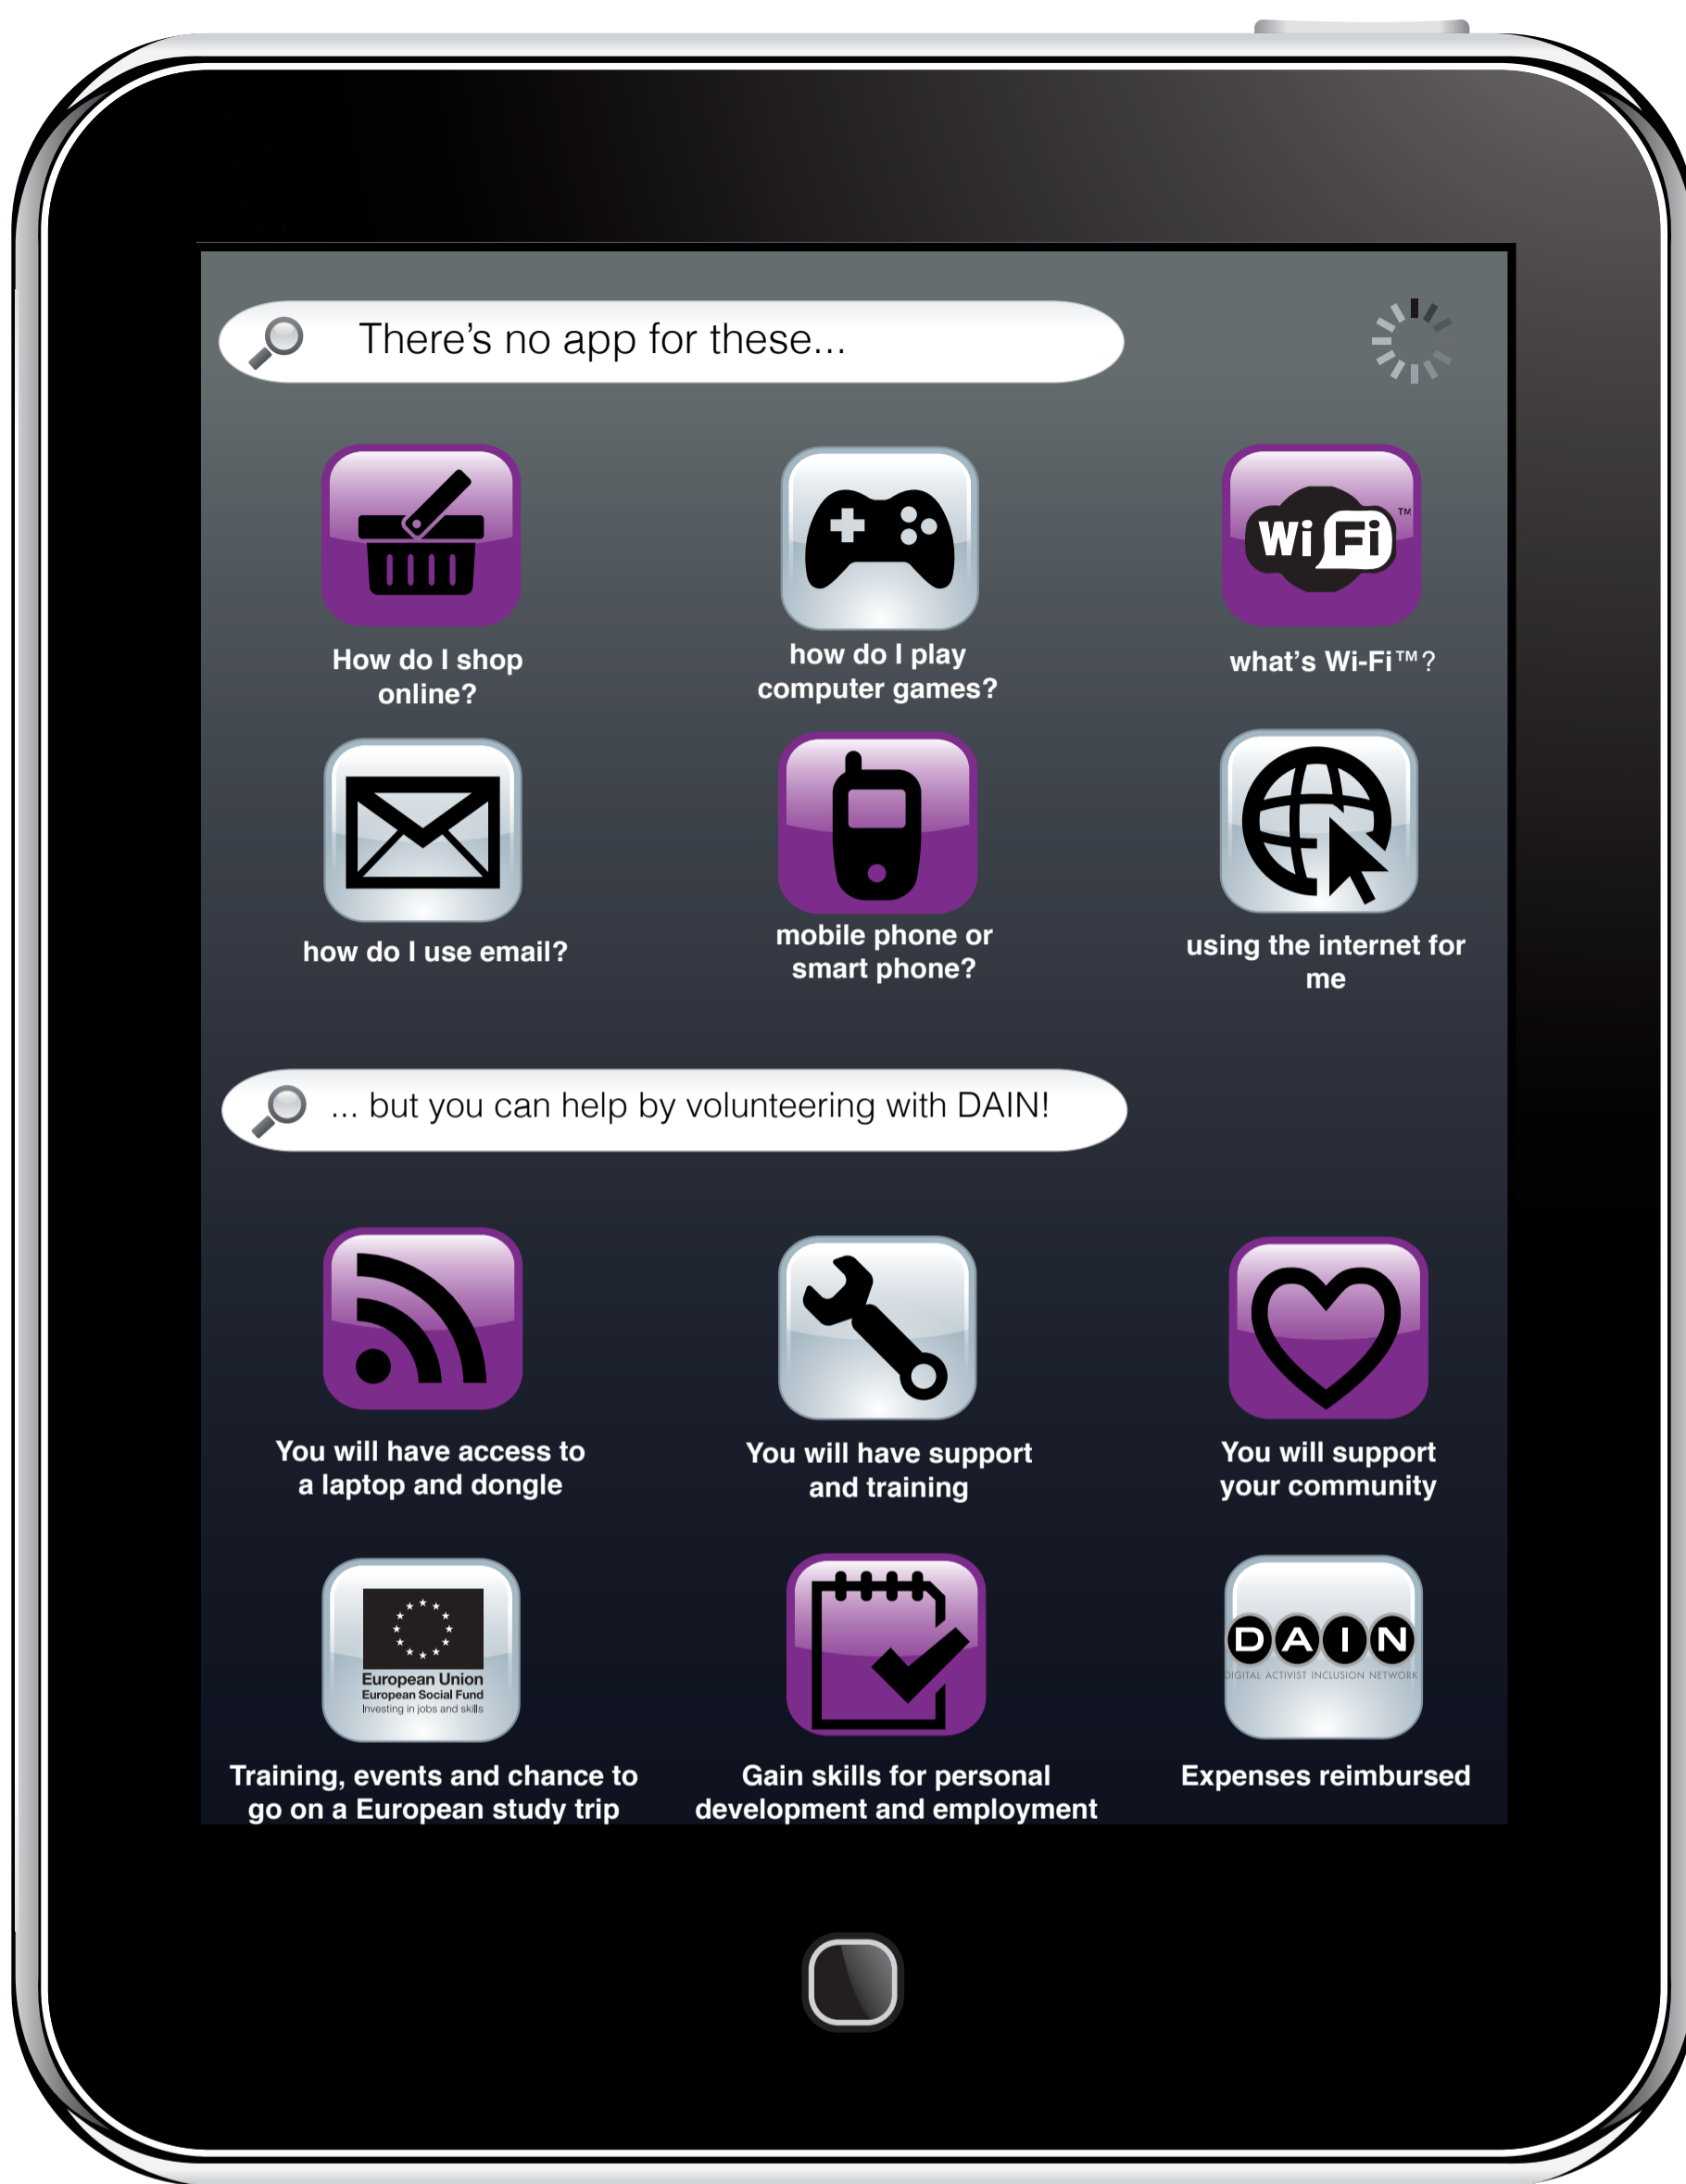 There's no app for these...
Wi Fi TM
How do I shop
online?
how do I play
computer games?
what's Wi-Fi™?
how do I use email?
mobile phone or
smart phone?
using the internet for
me
... but you can help by volunteering with DAIN!
You will have access to
a laptop and dongle
You will have support
and training
You will support
your community
European Union
European Social Fund
Investing in jobs and skills
DAIN
DIGITAL ACTIVIST INCLUSION NETWORK
Training, events and chance to
go on a European study trip
Gain skills for personal
development and employment
Expenses reimbursed